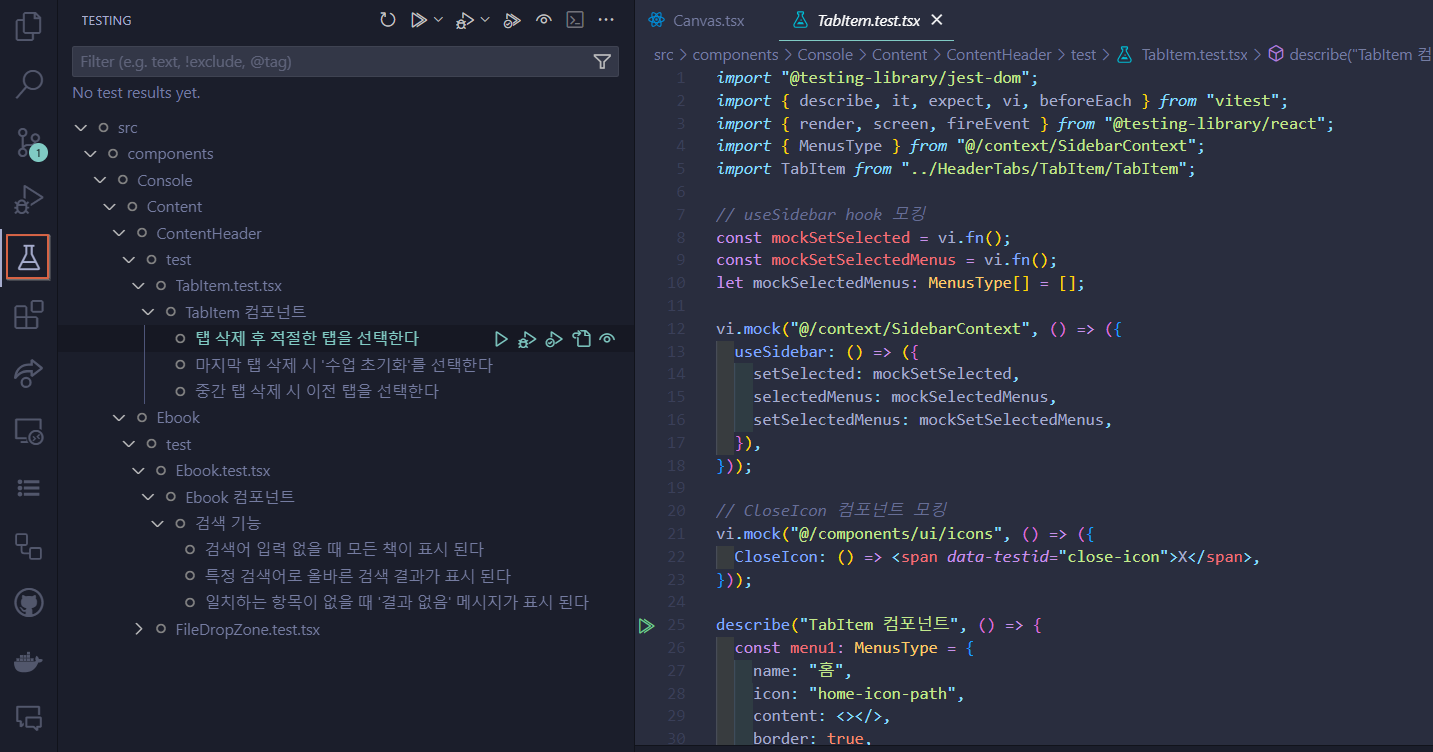 TESTING
Filter (e.g. text, !exclude, @tag)
No test results yet.
1
src
components
Console
Content
ContentHeader
test
TabItem.test.tsx
TabItem 컴포넌트
탭 삭제 후 적절한 탭을 선택한다
마지막 탭 삭제 시 '수업 초기화'를 선택한다
중간 탭 삭제 시 이전 탭을 선택한다
Ebook
test
Ebook.test.tsx
Ebook 컴포넌트
검색 기능
검색어 입력 없을 때 모든 책이 표시 된다
특정 검색어로 올바른 검색 결과가 표시 된다
일치하는 항목이 없을 때 '결과 없음' 메시지가 표시 된다
FileDropZone.test.tsx
Canvas.tsx TabItem.test.tsx
src > components > Console > Content > ContentHeader > test > TabItem.test.tsx > describe("TabItem 컴
1 import "@testing-library/jest-dom";
2 import { describe, it, expect, vi, beforeEach } from "vitest";
3 import { render, screen, fireEvent } from "@testing-library/react";
4 import { MenusType } from "@/context/SidebarContext";
5 import TabItem from "../HeaderTabs/TabItem/TabItem";
6
7 // useSidebar hook 모킹
8 const mockSetSelected = vi.fn();
9 const mockSetSelectedMenus = vi.fn();
10 let mockSelectedMenus: MenusType[] = [];
11
12 vi.mock("@/context/SidebarContext", () => ({
13 useSidebar: () => ({
14 setSelected: mockSetSelected,
15 selectedMenus: mockSelectedMenus,
16 setSelectedMenus: mockSetSelectedMenus,
17 }),
18 }));
19
20 // CloseIcon 컴포넌트 모킹
21 vi.mock("@/components/ui/icons", () => ({
22 CloseIcon: () => <span data-testid="close-icon">X</span>,
23 }));
24
25 describe("TabItem 컴포넌트", () => {
26 const menu1: MenusType = {
27 name: "홈",
28 icon: "home-icon-path",
29 content: <></>,
30 border: true,